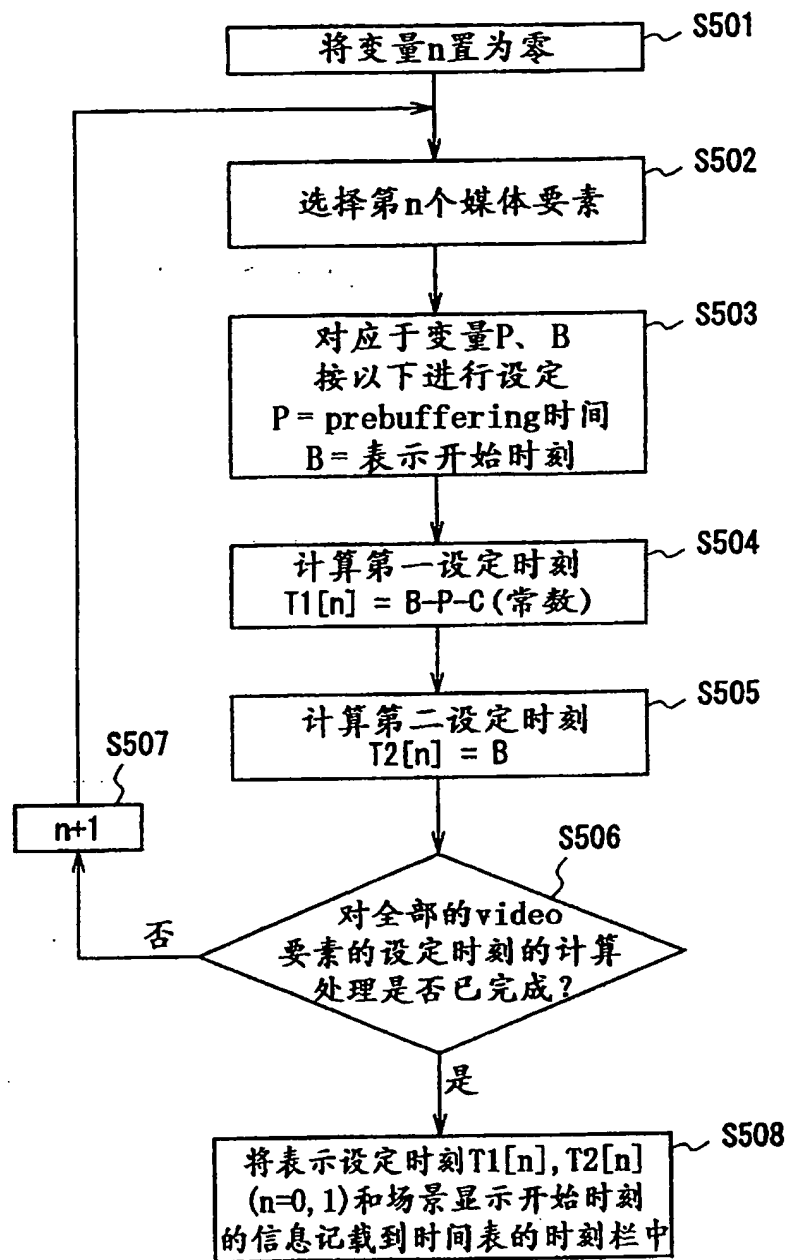 S501
将变量n置为零
S502
选择第n个媒体要素
S503
对应于变量P、B
按以下进行设定
P=prebuffering时间
B=表示开始时刻
S504
计算第一设定时刻
T1[n] = B-P-C(常数)
S505
计算第二设定时刻
T2[n] = B
S507
n+1
S506
对全部的video
要素的设定时刻的计算
处理是否已完成?
否
是
S508
将表示设定时刻T1[n],T2[n]
(n=0,1)和场景显示开始时刻
的信息记载到时间表的时刻栏中